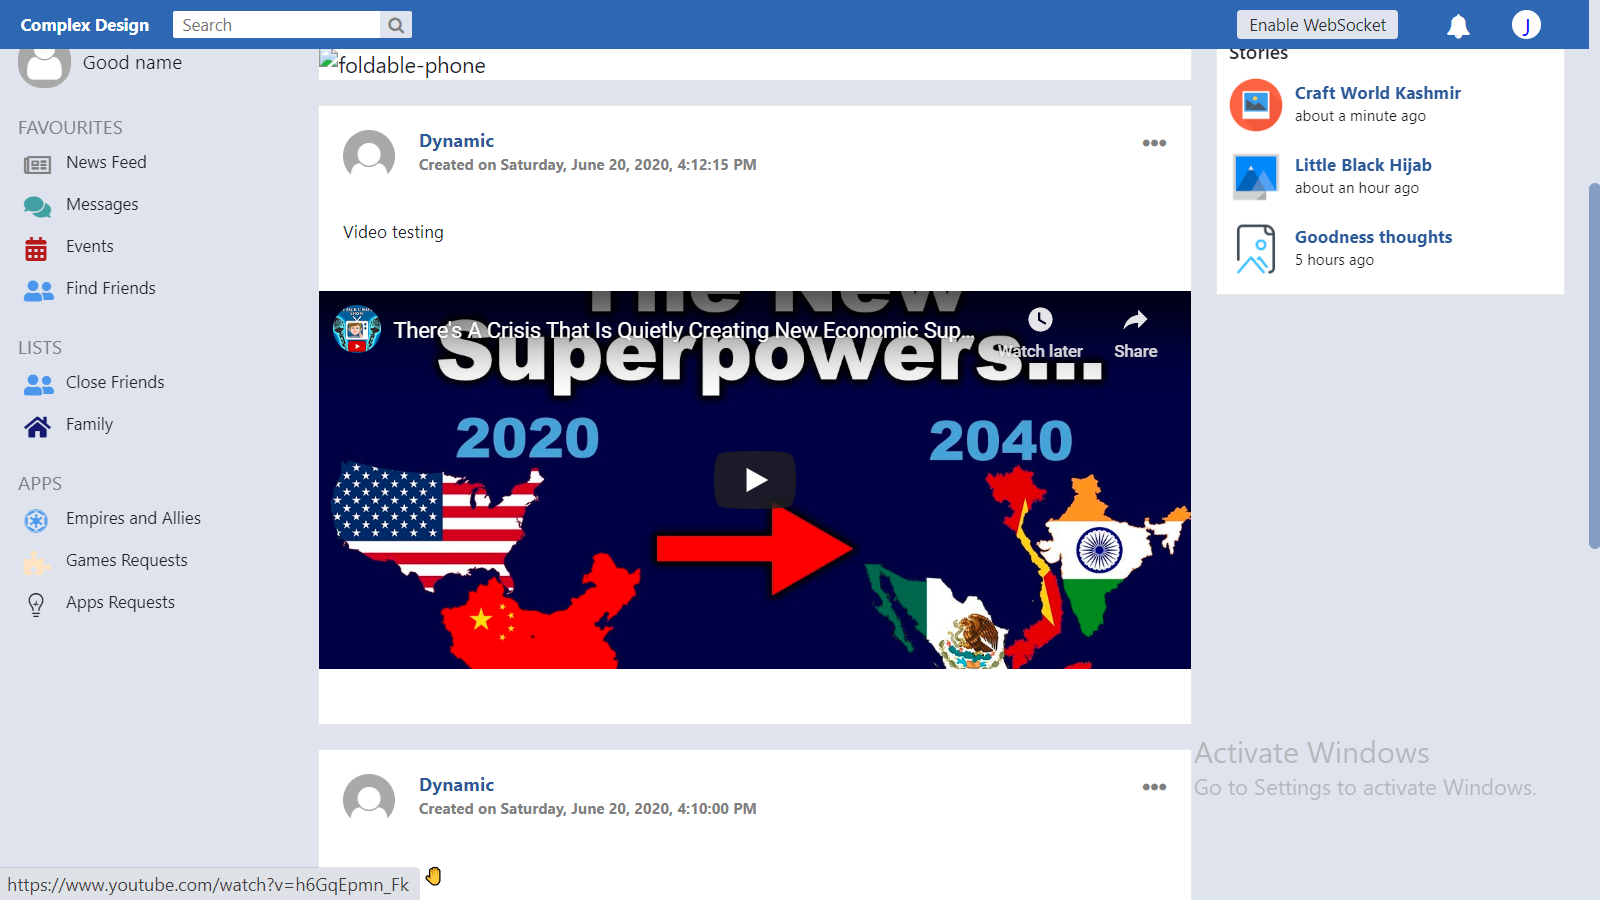 Complex Design
Search
Enable WebSocket
J
Good name
FAVOURITES
News Feed
Messages
Events
Find Friends
LISTS
Close Friends
Family
APPS
Empires and Allies
Games Requests
Apps Requests
foldable-phone
Dynamic
Created on Saturday, June 20, 2020, 4:12:15 PM
Video testing
The New
There's A Crisis That Is Quietly Creating New Economic Sup...
Watch later
Share
Superpowers...
2020
2040
Dynamic
Created on Saturday, June 20, 2020, 4:10:00 PM
Stories
Craft World Kashmir
about a minute ago
Little Black Hijab
about an hour ago
Goodness thoughts
5 hours ago
Activate Windows
Go to Settings to activate Windows.
https://www.youtube.com/watch?v=h6GqEpmn_Fk